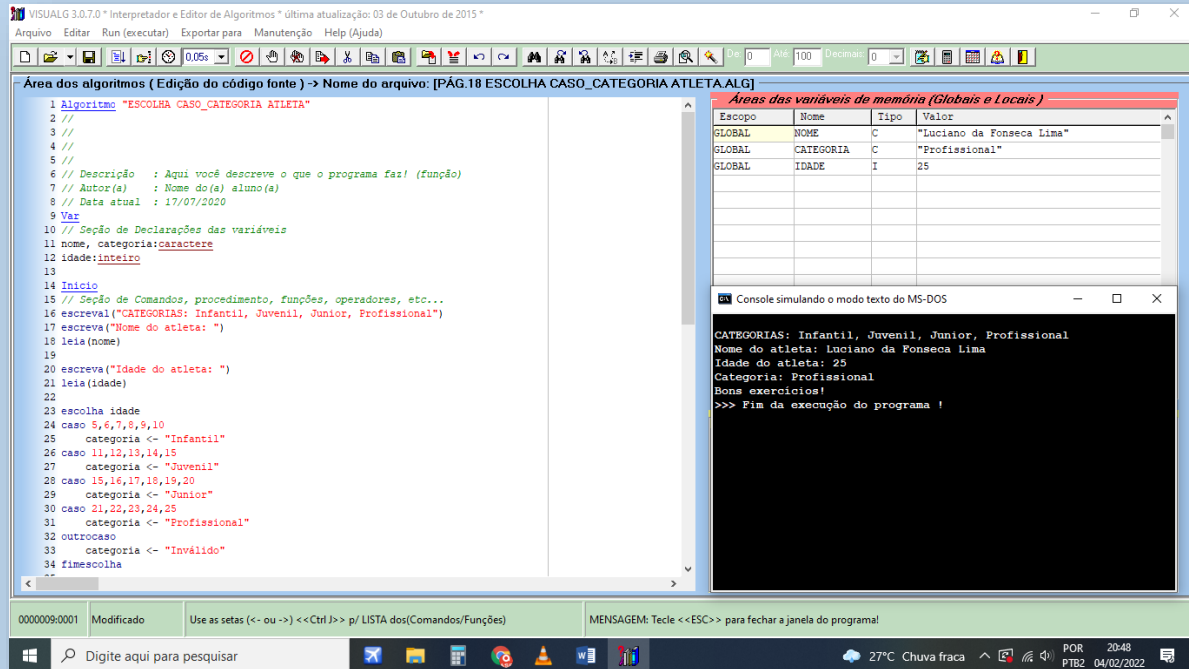 VISUALG 3.0.7.0 * Interpretador e Editor de Algoritmos * última atualização: 03 de Outubro de 2015 *
Arquivo Editar Run (executar) Exportar para Manutenção Help (Ajuda)
0,05s De: 0 Até: 100 Decimais: 0
Área dos algoritmos ( Edição do código fonte ) -> Nome do arquivo: [PÁG.18 ESCOLHA CASO_CATEGORIA ATLETA.ALG]
1 Algoritmo "ESCOLHA CASO_CATEGORIA ATLETA"
2 //
3 //
4 //
5 //
6 // Descrição : Aqui você descreve o que o programa faz! (função)
7 // Autor(a) : Nome do(a) aluno(a)
8 // Data atual : 17/07/2020
9 Var
10 // Seção de Declarações das variáveis
11 nome, categoria:caractere
12 idade:inteiro
13
14 Inicio
15 // Seção de Comandos, procedimento, funções, operadores, etc...
16 escreval("CATEGORIAS: Infantil, Juvenil, Junior, Profissional")
17 escreva("Nome do atleta: ")
18 leia(nome)
19
20 escreva("Idade do atleta: ")
21 leia(idade)
22
23 escolha idade
24 caso 5,6,7,8,9,10
25 categoria <- "Infantil"
26 caso 11,12,13,14,15
27 categoria <- "Juvenil"
28 caso 15,16,17,18,19,20
29 categoria <- "Junior"
30 caso 21,22,23,24,25
31 categoria <- "Profissional"
32 outrocaso
33 categoria <- "Inválido"
34 fimescolha
Áreas das variáveis de memória (Globais e Locais )
Escopo Nome Tipo Valor
GLOBAL NOME C "Luciano da Fonseca Lima"
GLOBAL CATEGORIA C "Profissional"
GLOBAL IDADE I 25
Console simulando o modo texto do MS-DOS
CATEGORIAS: Infantil, Juvenil, Junior, Profissional
Nome do atleta: Luciano da Fonseca Lima
Idade do atleta: 25
Categoria: Profissional
Bons exercícios!
>>> Fim da execução do programa !
0000009:0001 Modificado Use as setas (<- ou ->) <<Ctrl J>> p/ LISTA dos(Comandos/Funções) MENSAGEM: Tecle <<ESC>> para fechar a janela do programa!
Digite aqui para pesquisar 27°C Chuva fraca POR 20:48
PTB2 04/02/2022